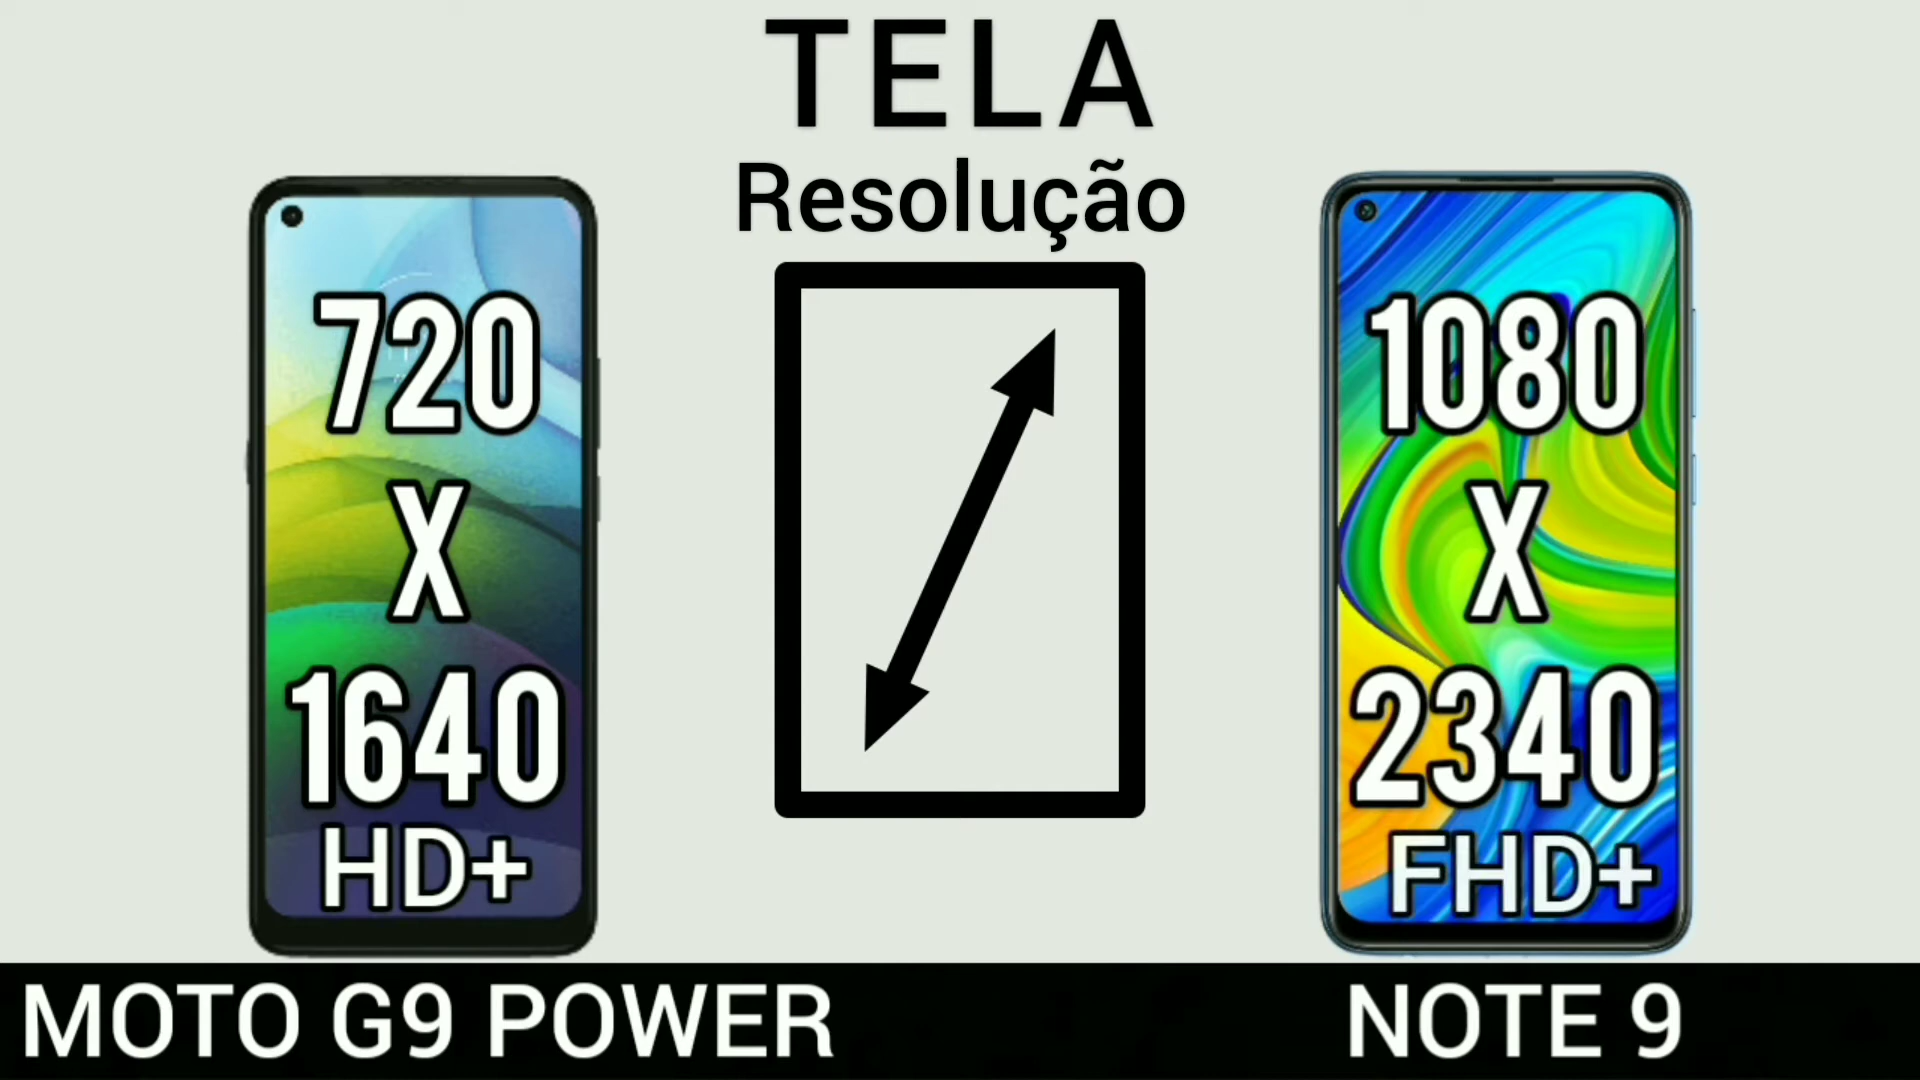 TELA
Resolução
720
X
1640
HD+
1080
X
2340
FHD+
MOTO G9 POWER
NOTE 9